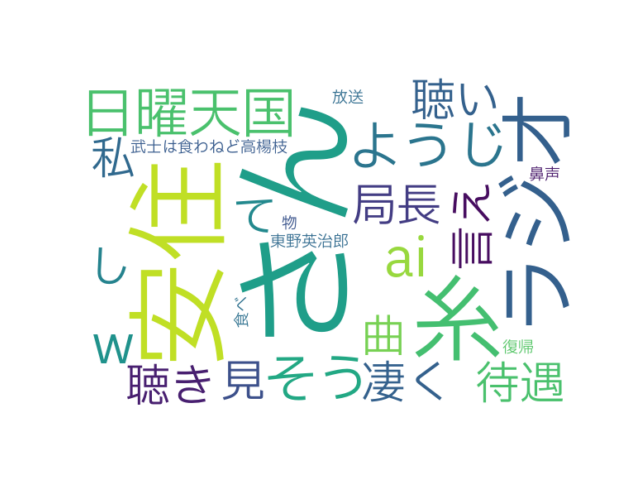 放送
日曜天国
聴い
武士は食わねど高楊枝
ようじ
私
さん
ラジオ
鼻声
安住
て
局長
言え
物
東野英治郎
ai
し
糸
食べ
w
曲
復帰
聴き
見
そう
凄く
待遇